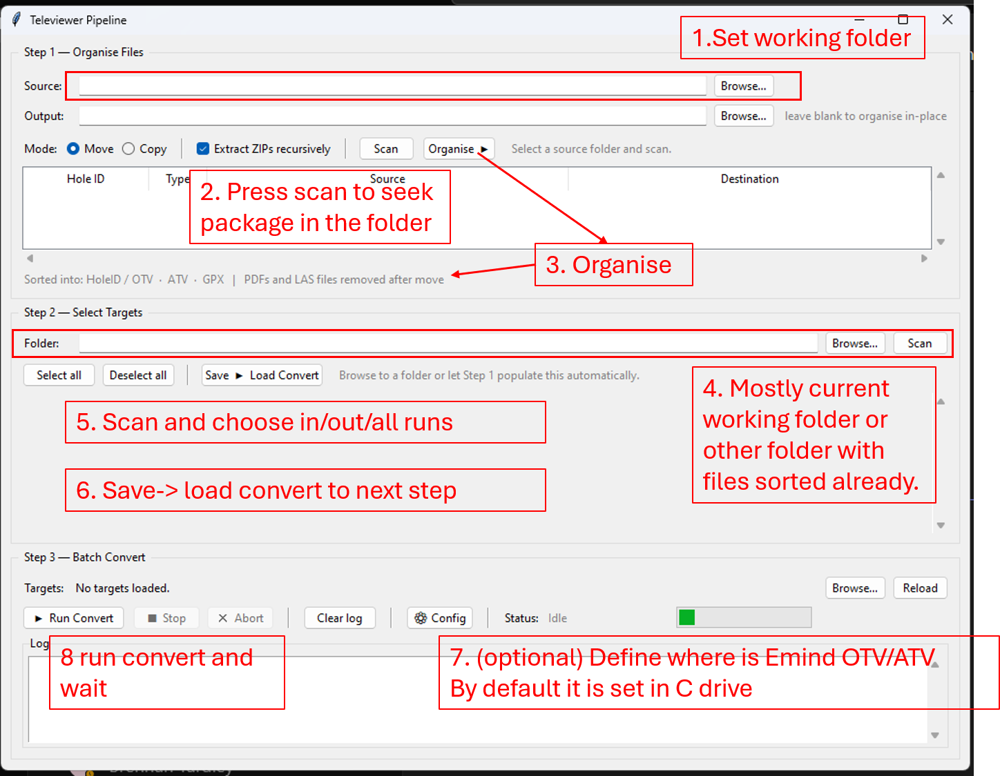 Televiewer Pipeline
1.Set working folder
Step 1 — Organise Files
Source:
Browse...
Output:
Browse...
leave blank to organise in-place
Mode:
Move
Copy
Extract ZIPs recursively
Scan
Organise ►
Select a source folder and scan.
Hole ID
Type
Source
Destination
2. Press scan to seek
package in the folder
3. Organise
Sorted into: HoleID / OTV · ATV · GPX | PDFs and LAS files removed after move
Step 2 — Select Targets
Folder:
Browse...
Scan
Select all
Deselect all
Save ► Load Convert
Browse to a folder or let Step 1 populate this automatically.
4. Mostly current
working folder or
other folder with
files sorted already.
5. Scan and choose in/out/all runs
6. Save-> load convert to next step
Step 3 — Batch Convert
Targets: No targets loaded.
Browse...
Reload
► Run Convert
■ Stop
✕ Abort
Clear log
Config
Status: Idle
Log
8 run convert and
wait
7. (optional) Define where is Emind OTV/ATV
By default it is set in C drive